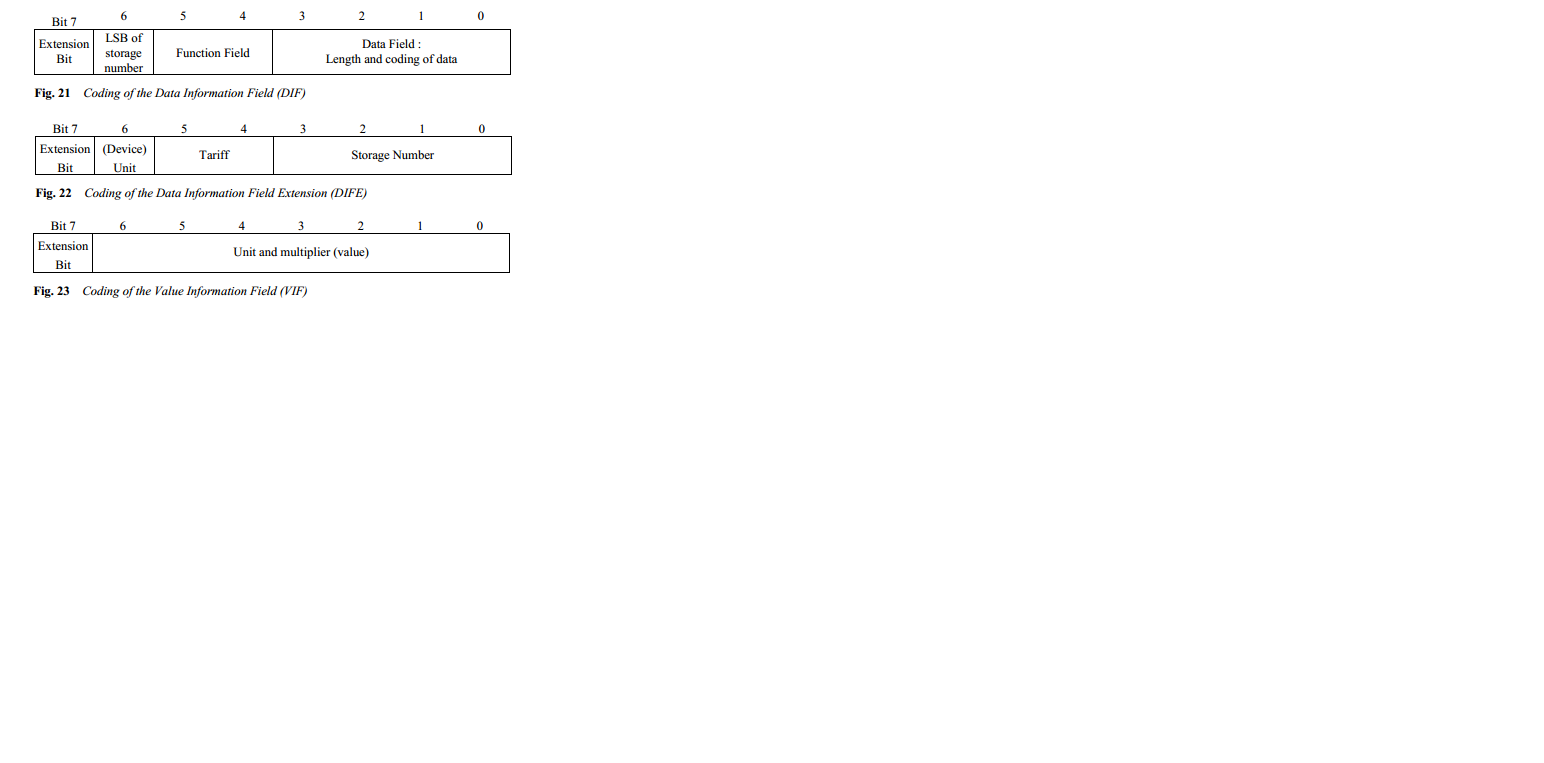 Bit 7 6 5 4 3 2 1 0
Extension Bit
LSB of storage number
Function Field
Data Field :
Length and coding of data
Fig. 21 Coding of the Data Information Field (DIF)
Bit 7 6 5 4 3 2 1 0
Extension Bit
(Device) Unit
Tariff
Storage Number
Fig. 22 Coding of the Data Information Field Extension (DIFE)
Bit 7 6 5 4 3 2 1 0
Extension Bit
Unit and multiplier (value)
Fig. 23 Coding of the Value Information Field (VIF)